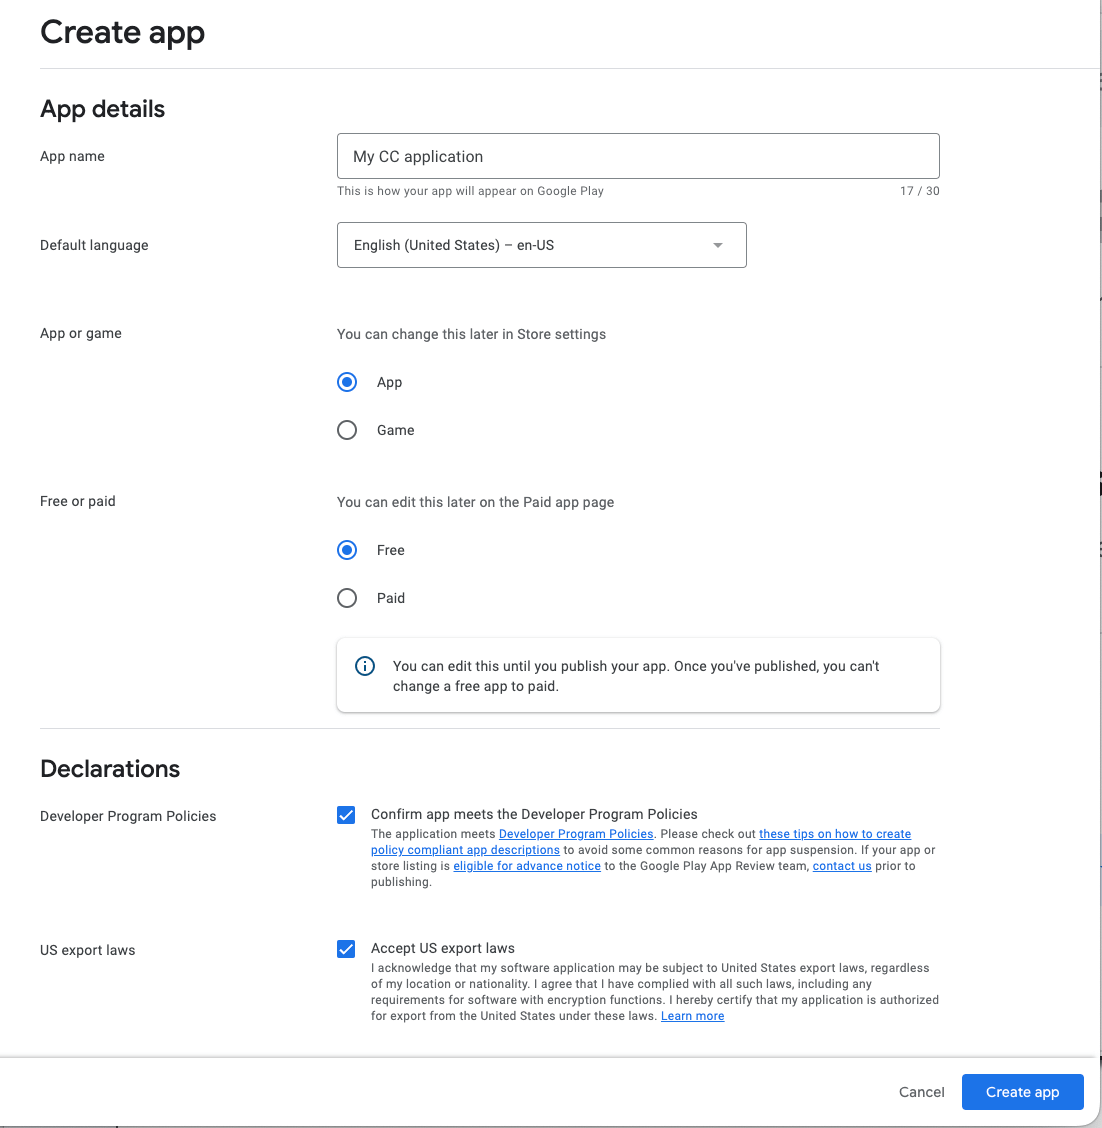 Create app
App details
App name
My CC application
This is how your app will appear on Google Play
17 / 30
Default language
English (United States) – en-US
App or game
You can change this later in Store settings
App
Game
Free or paid
You can edit this later on the Paid app page
Free
Paid
You can edit this until you publish your app. Once you've published, you can't
change a free app to paid.
Declarations
Developer Program Policies
Confirm app meets the Developer Program Policies
The application meets Developer Program Policies. Please check out these tips on how to create
policy compliant app descriptions to avoid some common reasons for app suspension. If your app or
store listing is eligible for advance notice to the Google Play App Review team, contact us prior to
publishing.
US export laws
Accept US export laws
I acknowledge that my software application may be subject to United States export laws, regardless
of my location or nationality. I agree that I have complied with all such laws, including any
requirements for software with encryption functions. I hereby certify that my application is authorized
for export from the United States under these laws. Learn more
Cancel
Create app